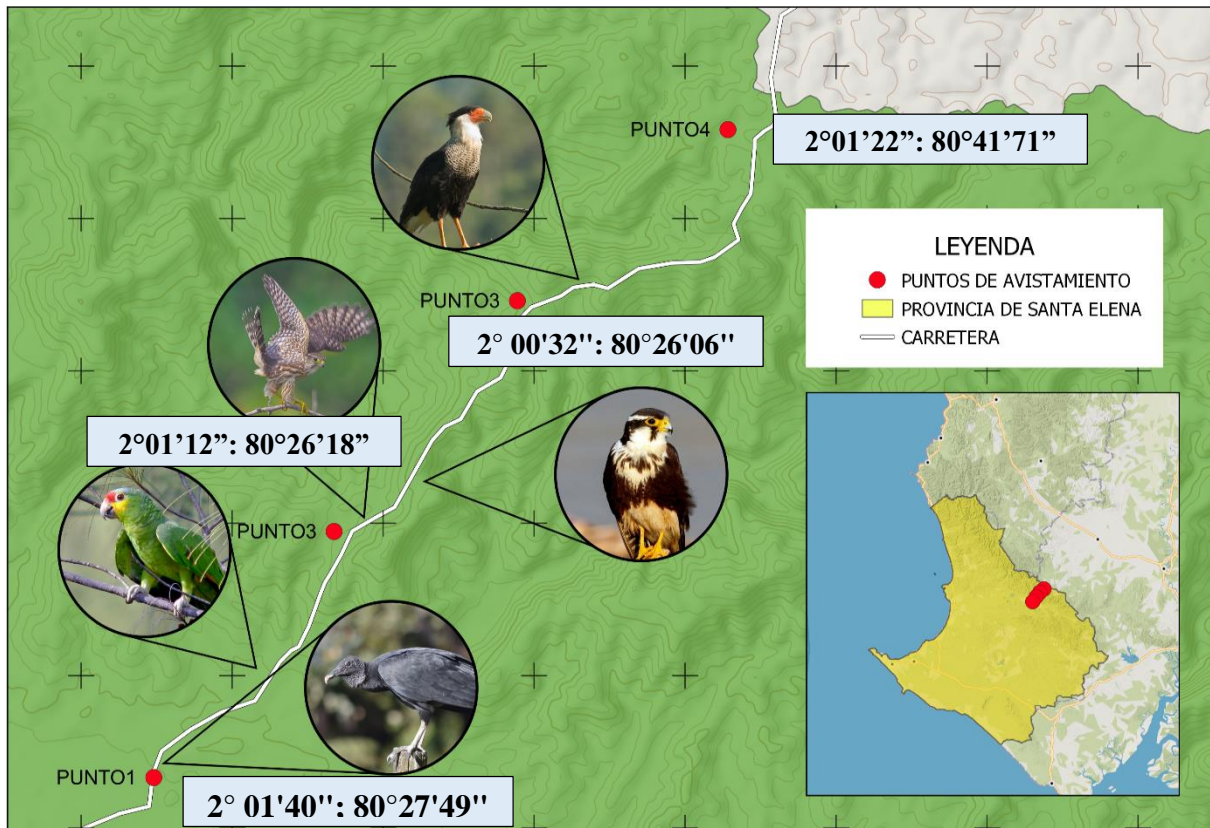 PUNTO4
2°01’22”: 80°41’71”
LEYENDA
PUNTOS DE AVISTAMIENTO
PROVINCIA DE SANTA ELENA
CARRETERA
PUNTO3
2° 00'32": 80°26'06"
2°01’12”: 80°26’18”
PUNTO3
PUNTO1
2° 01'40": 80°27'49"